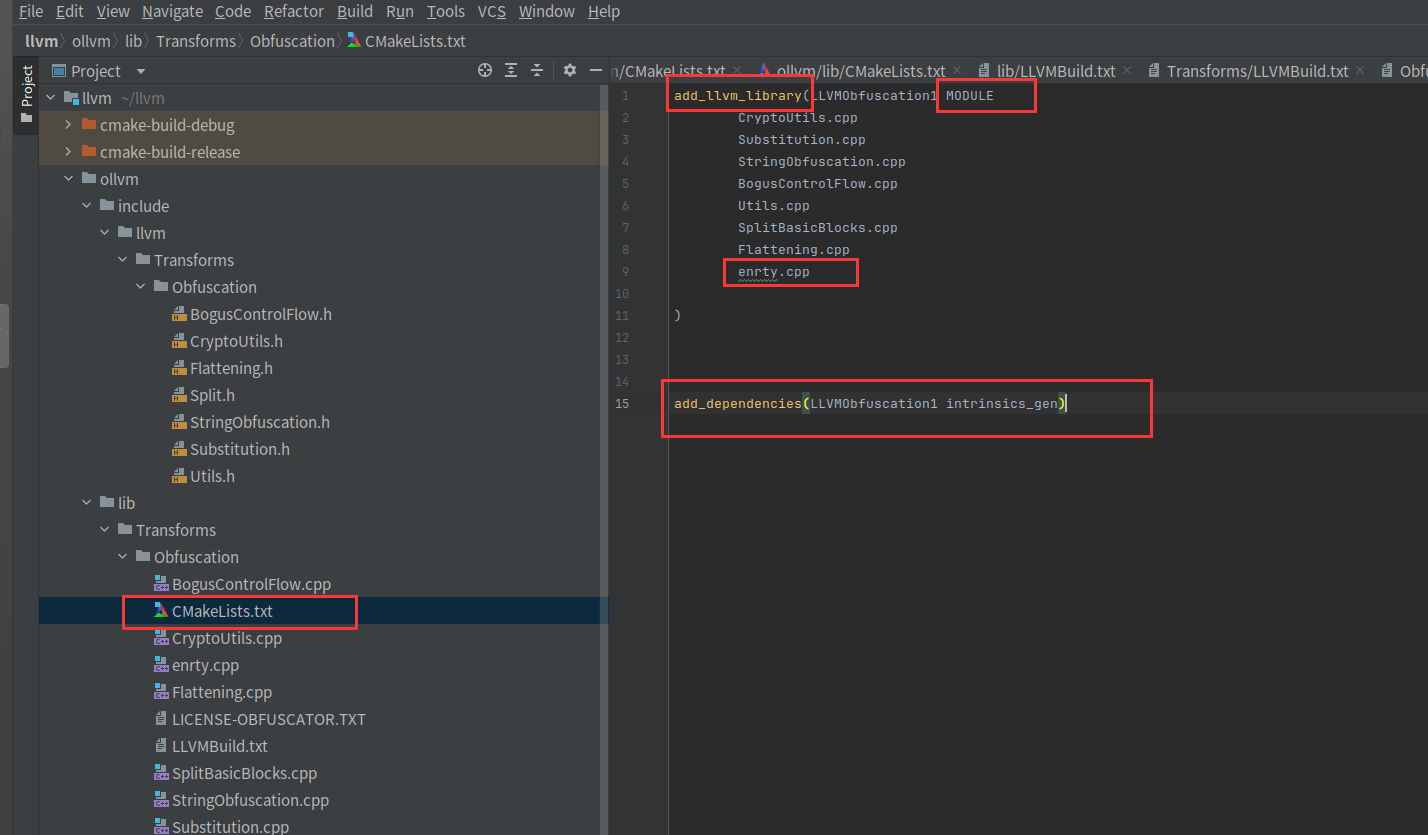 File Edit View Navigate Code Refactor Build Run Tools VCS Window Help
llvm ollvm lib Transforms Obfuscation CMakeLists.txt
Project
Project
n/CMakeLists.txt ollvm/lib/CMakeLists.txt lib/LLVMBuild.txt Transforms/LLVMBuild.txt Obfu
llvm ~/llvm
cmake-build-debug
cmake-build-release
ollvm
include
llvm
Transforms
Obfuscation
BogusControlFlow.h
CryptoUtils.h
Flattening.h
Split.h
StringObfuscation.h
Substitution.h
Utils.h
lib
Transforms
Obfuscation
BogusControlFlow.cpp
CMakeLists.txt
CryptoUtils.cpp
enrty.cpp
Flattening.cpp
LICENSE-OBFUSCATOR.TXT
LLVMBuild.txt
SplitBasicBlocks.cpp
StringObfuscation.cpp
Substitution.cpp
1 add_llvm_library(LLVMObfuscation1 MODULE
2 CryptoUtils.cpp
3 Substitution.cpp
4 StringObfuscation.cpp
5 BogusControlFlow.cpp
6 Utils.cpp
7 SplitBasicBlocks.cpp
8 Flattening.cpp
9 enrty.cpp
10
11 )
12
13
14
15 add_dependencies(LLVMObfuscation1 intrinsics_gen)